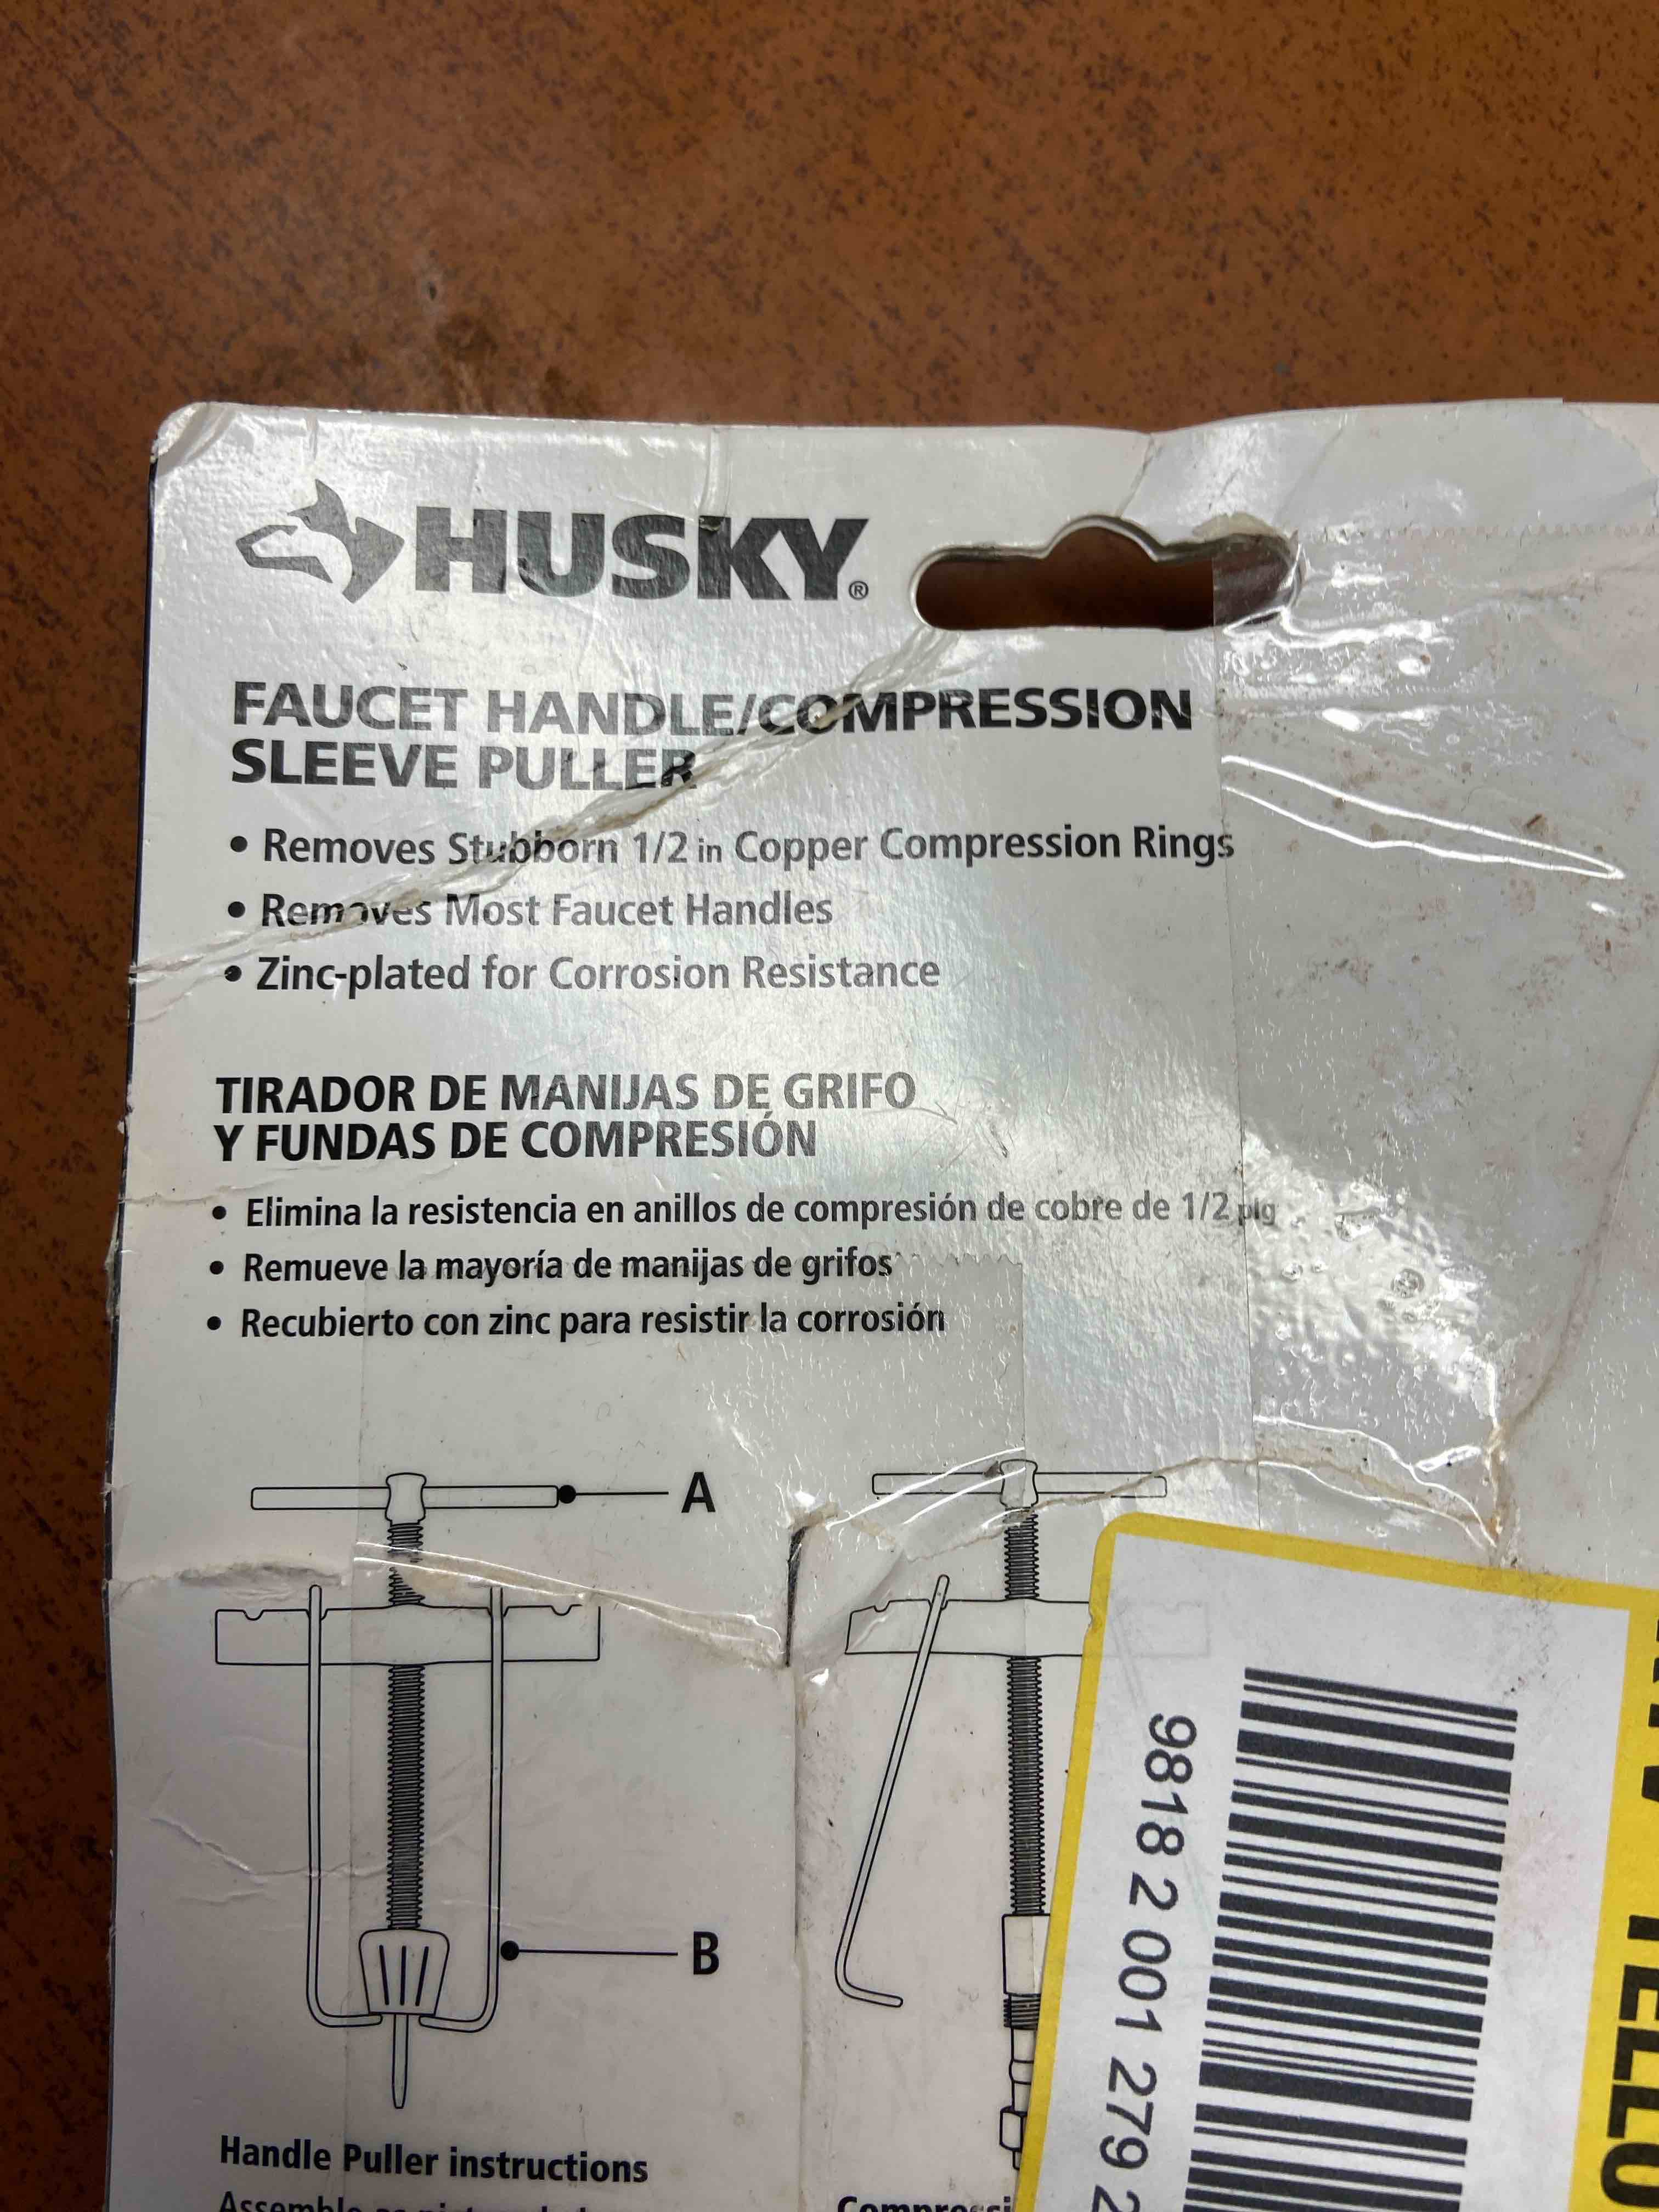 HUSKY®
FAUCET HANDLE/COMPRESSION
SLEEVE PULLER
• Removes Stubborn 1/2 in Copper Compression Rings
• Removes Most Faucet Handles
• Zinc-plated for Corrosion Resistance
TIRADOR DE MANIJAS DE GRIFO
Y FUNDAS DE COMPRESIÓN
• Elimina la resistencia en anillos de compresión de cobre de 1/2 plg
• Remueve la mayoría de manijas de grifos
• Recubierto con zinc para resistir la corrosión
A
B
9818 2 001 279 2
Handle Puller instructions